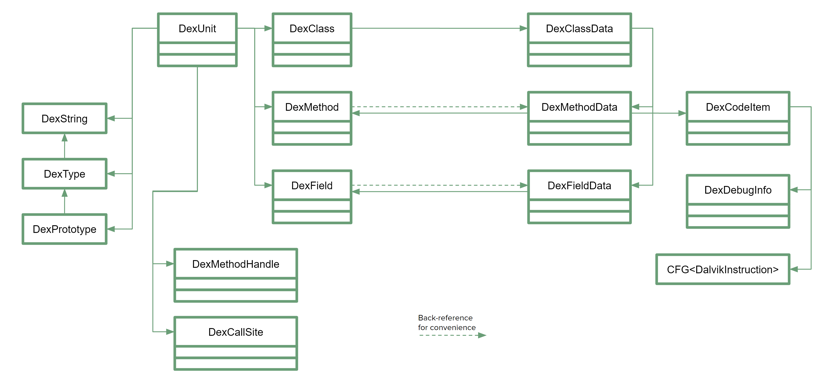 DexUnit
DexClass
DexClassData
DexString
DexMethod
DexMethodData
DexCodeItem
DexType
DexField
DexFieldData
DexDebugInfo
DexPrototype
DexMethodHandle
CFG<DalvikInstruction>
DexCallSite
Back-reference
for convenience